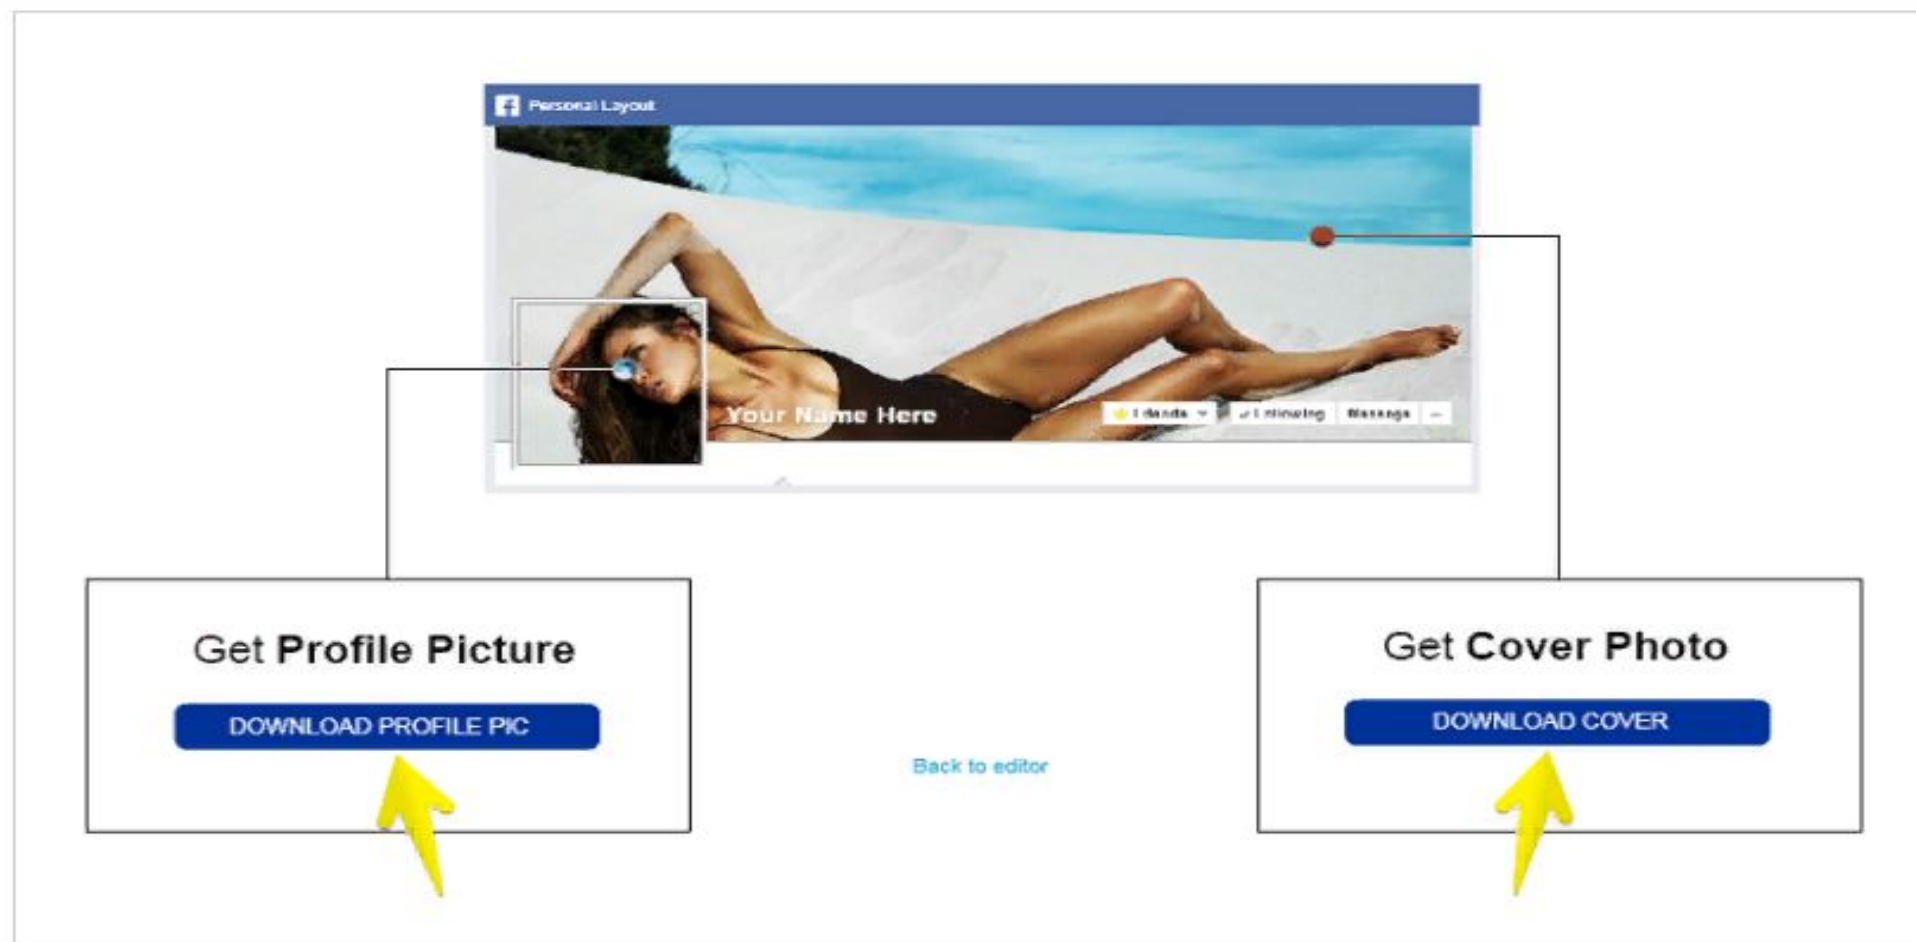 Personal Layout
Your Name Here
Following Message
Get Profile Picture
DOWNLOAD PROFILE PIC
Get Cover Photo
DOWNLOAD COVER
Back to editor